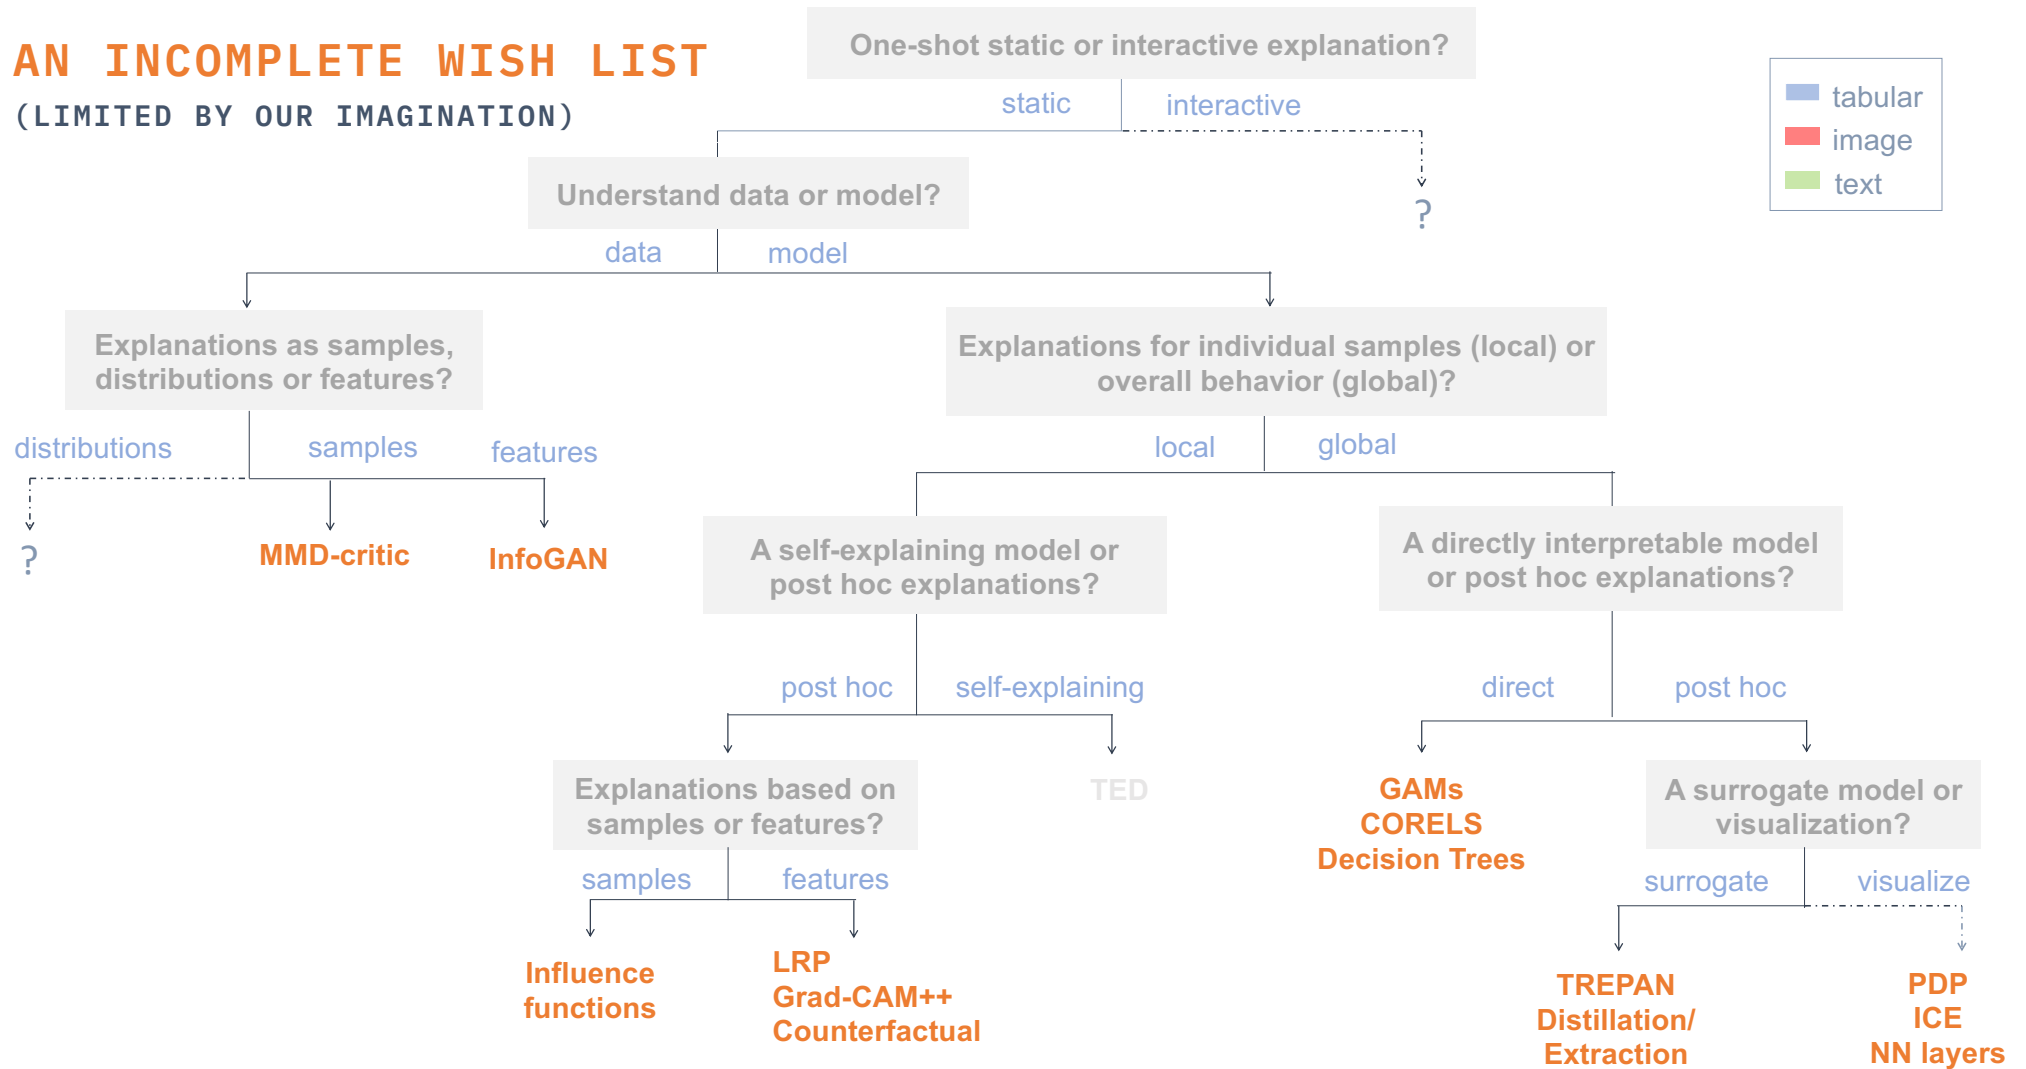 AN INCOMPLETE WISH LIST
(LIMITED BY OUR IMAGINATION)
One-shot static or interactive explanation?
static
interactive
tabular
image
text
Understand data or model?
?
data
model
Explanations as samples,
distributions or features?
Explanations for individual samples (local) or
overall behavior (global)?
distributions
samples
features
local
global
?
MMD-critic
InfoGAN
A self-explaining model or
post hoc explanations?
A directly interpretable model
or post hoc explanations?
post hoc
self-explaining
direct
post hoc
Explanations based on
samples or features?
TED
GAMs
CORELS
Decision Trees
A surrogate model or
visualization?
samples
features
surrogate
visualize
Influence
functions
LRP
Grad-CAM++
Counterfactual
TREPAN
Distillation/
Extraction
PDP
ICE
NN layers